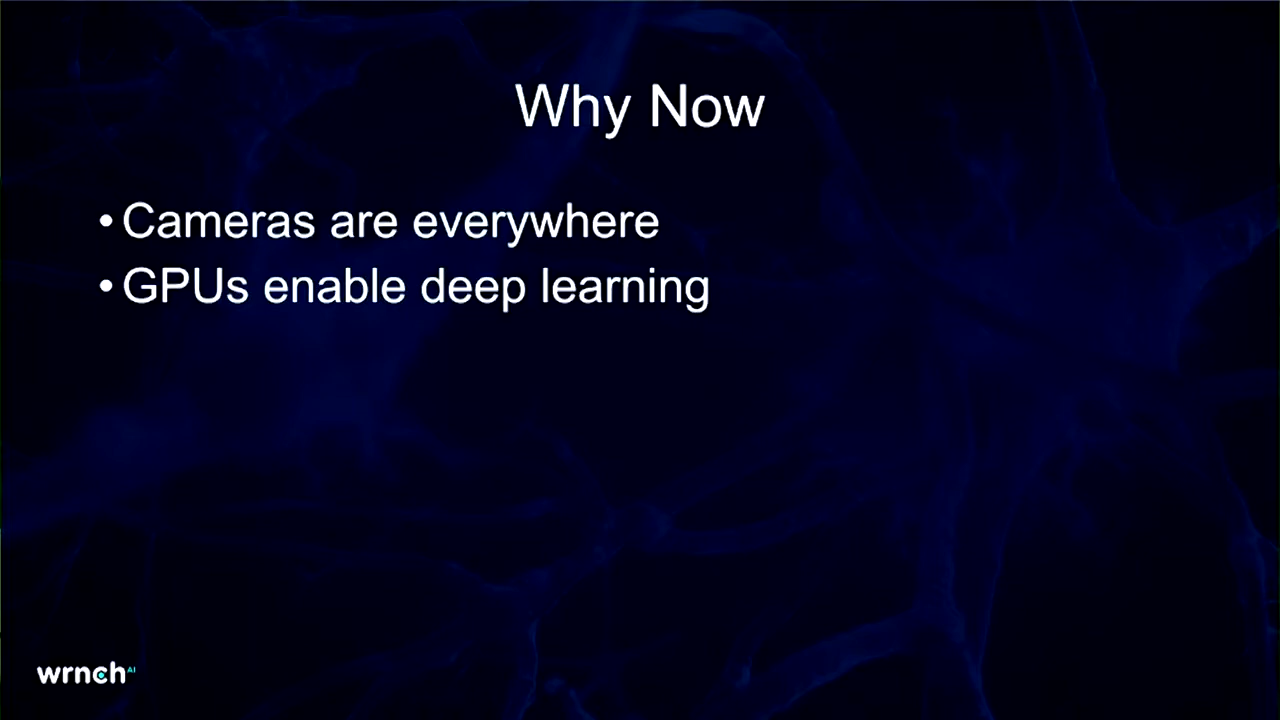 Why Now
• Cameras are everywhere
• GPUs enable deep learning
wrnch AI